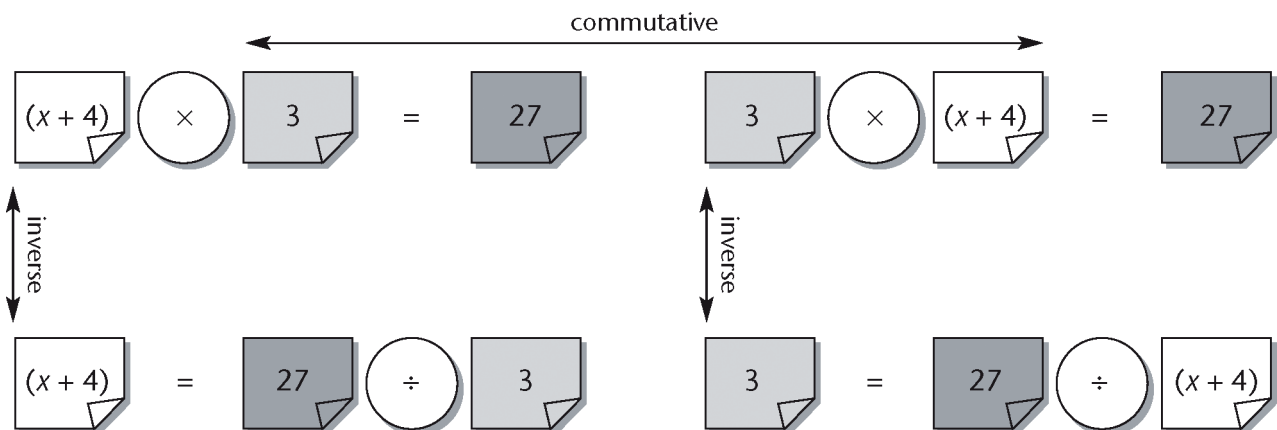 commutative
(x + 4) × 3 = 27
3 × (x + 4) = 27
inverse
inverse
(x + 4) = 27 ÷ 3
3 = 27 ÷ (x + 4)